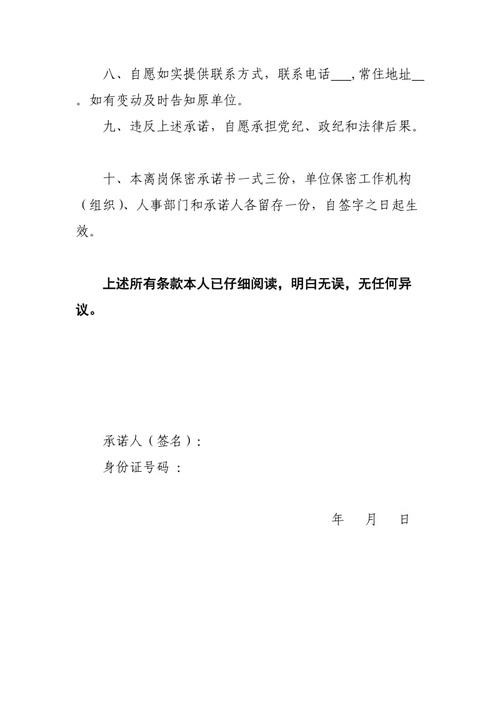 八、自愿如实提供联系方式，联系电话___,常住地址__
。如有变动及时告知原单位。
九、违反上述承诺，自愿承担党纪、政纪和法律后果。
十、本离岗保密承诺书一式三份，单位保密工作机构
（组织）、人事部门和承诺人各留存一份，自签字之日起生
效。
上述所有条款本人已仔细阅读，明白无误，无任何异
议。
承诺人（签名）：
身份证号码 ：
年 月 日